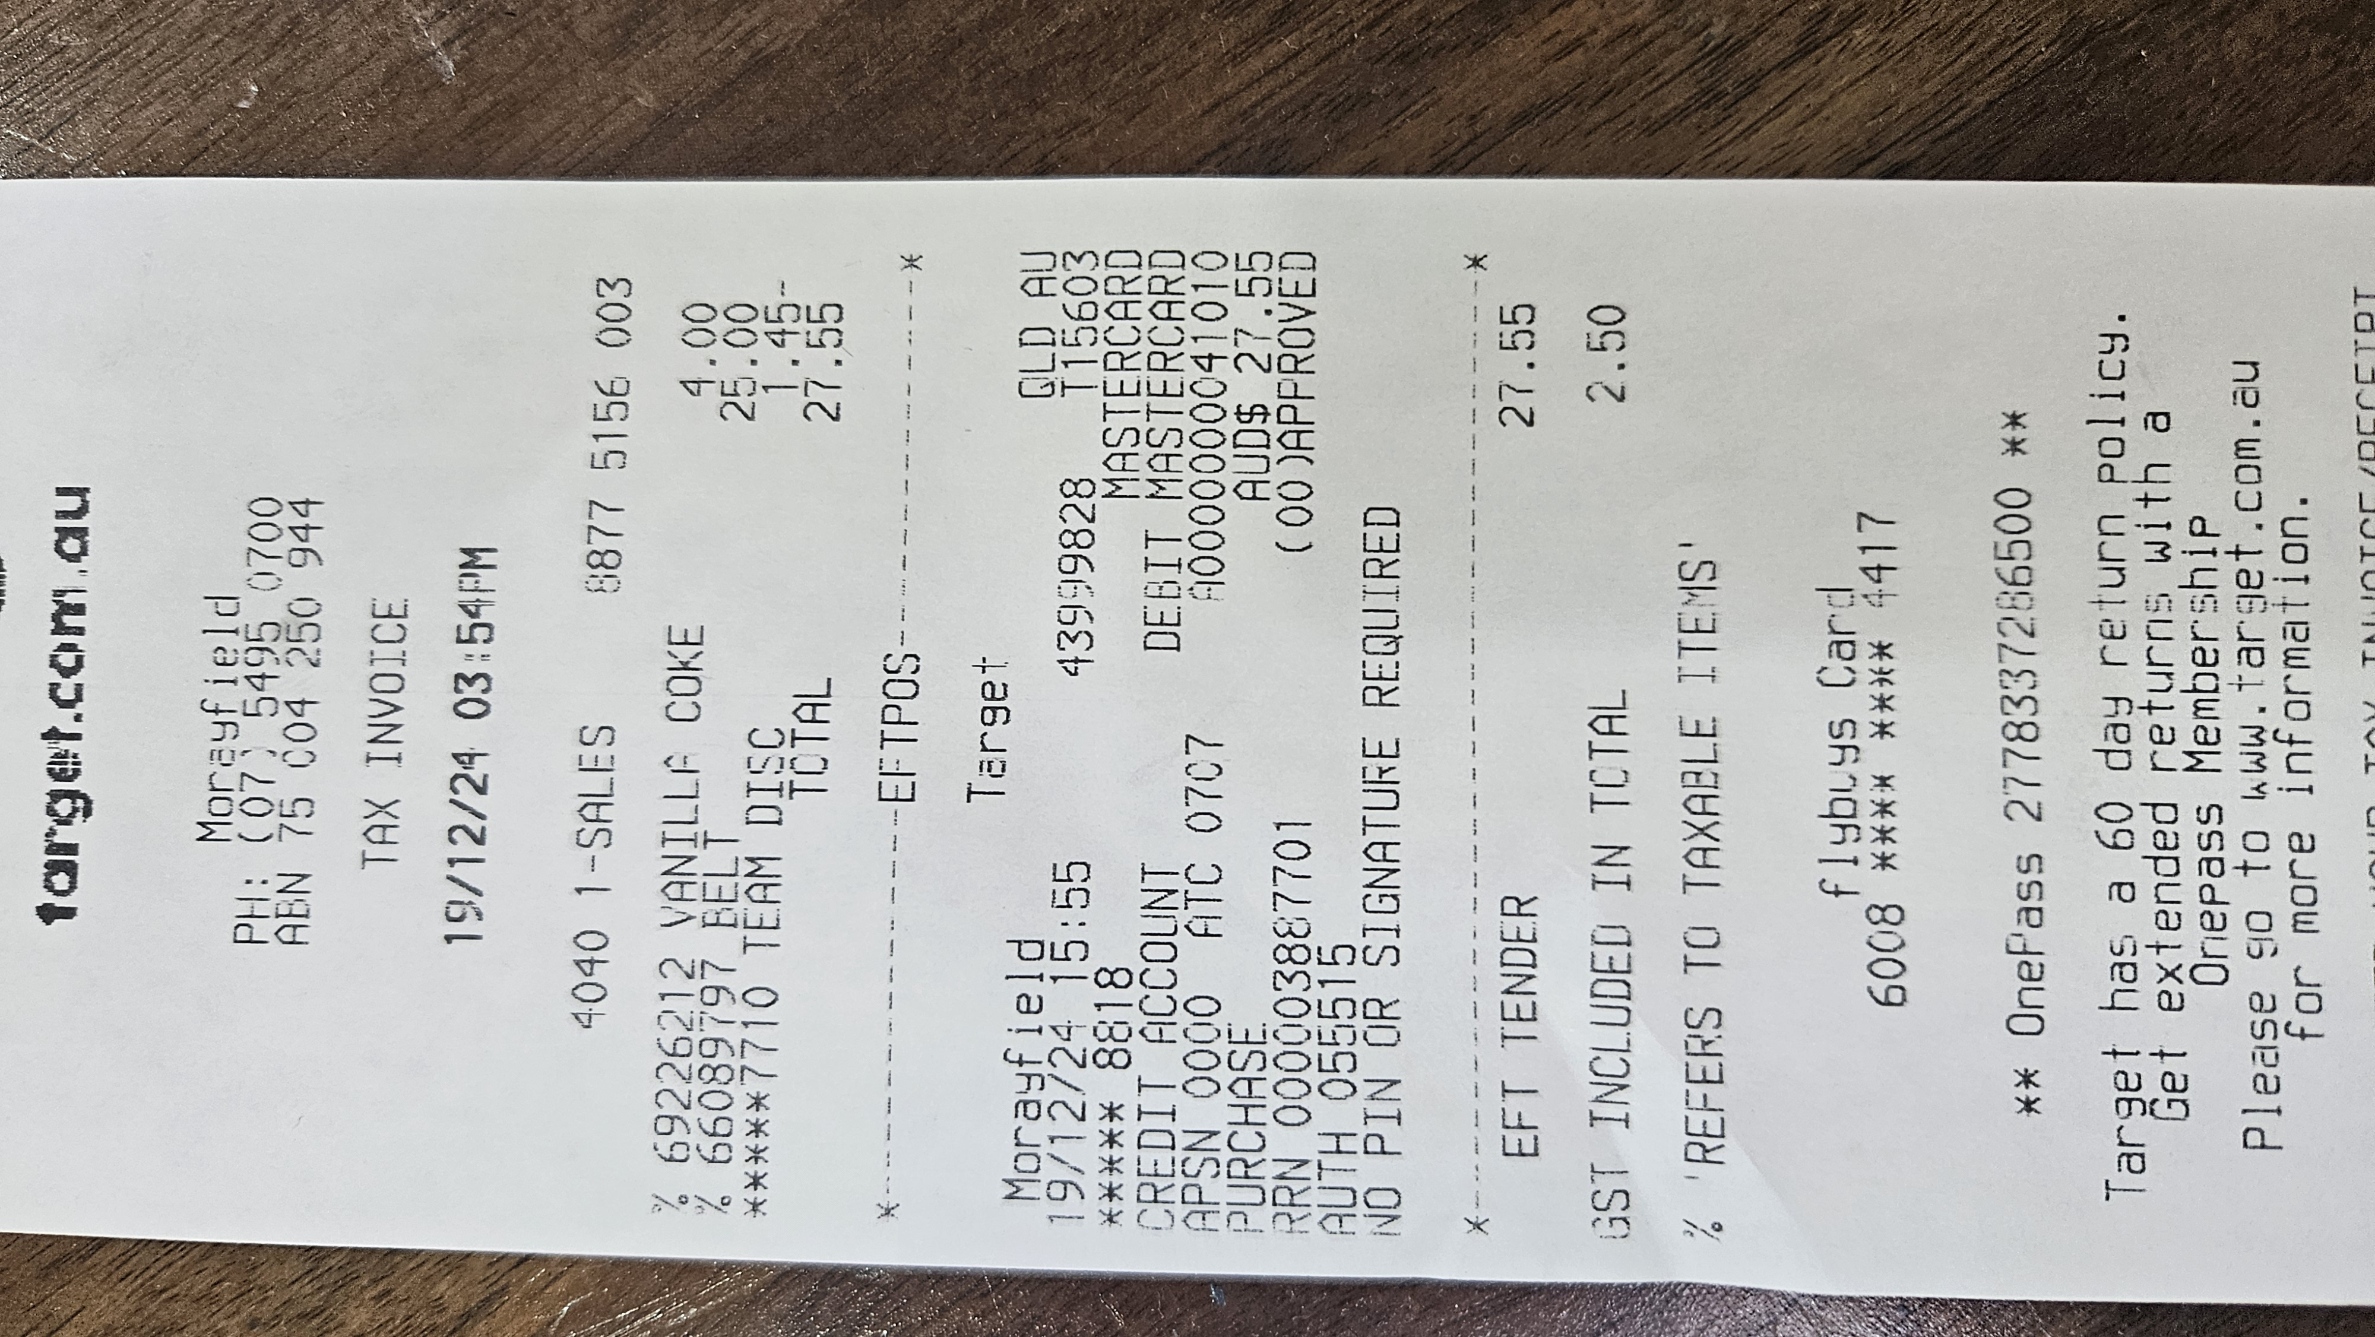 target.com.au
Morayfield
PH: (07) 5495 0700
ABN 75 004 250 944
TAX INVOICE
19/12/24 03:54PM
4040 1-SALES 8877 5156 003
% 69226212 VANILLA COKE 4.00
% 66089797 BELT 25.00
*****7710 TEAM DISC 1.45-
TOTAL 27.55
*--------------------EFTPOS--------------------*
Target
Morayfield QLD AU
19/12/24 15:55 43999828 T15603
***** 8818 MASTERCARD
CREDIT ACCOUNT DEBIT MASTERCARD
APSN 0000 ATC 0707 A0000000041010
PURCHASE AUD$ 27.55
RRN 000003887701 (00)APPROVED
AUTH 055515
NO PIN OR SIGNATURE REQUIRED
*----------------------------------------------*
EFT TENDER 27.55
GST INCLUDED IN TOTAL 2.50
% 'REFERS TO TAXABLE ITEMS'
flybuys Card
6008 **** **** 4417
** OnePass 2778337286500 **
Target has a 60 day return policy.
Get extended returns with a
Onepass Membership
Please go to www.target.com.au
for more information.
TAX INVOICE/RECEIPT